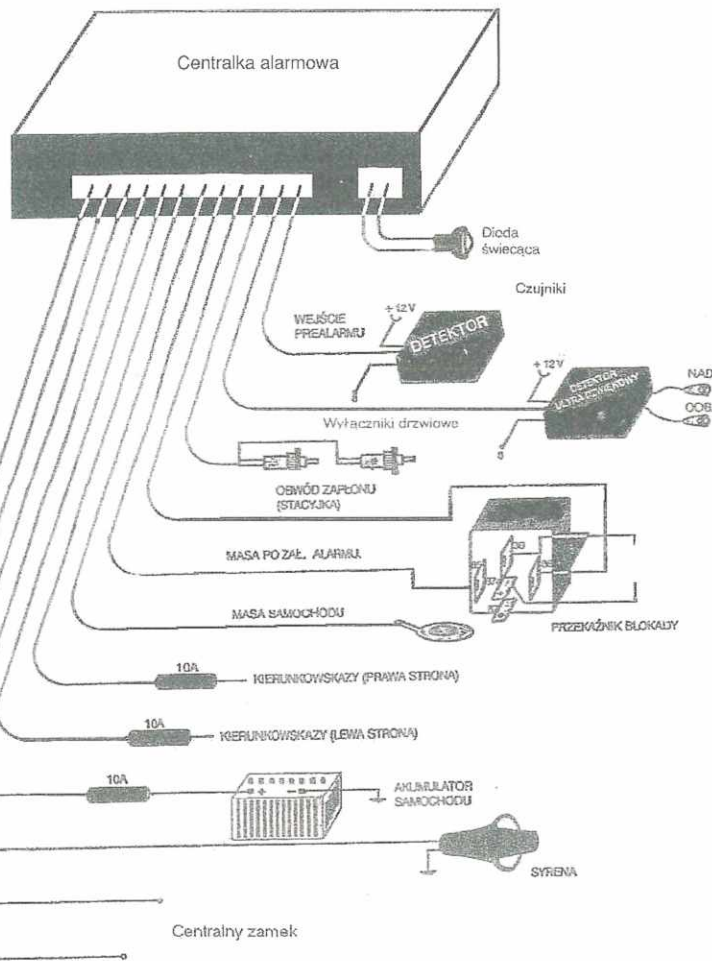 Centralka alarmowa
Dioda
świecąca
Czujniki
WEJŚCIE
PREALARMU
+12V
DETEKTOR
+12V
DETEKTOR
ULTRADŹWIĘKOWY
NAD
ODB
Wyłączniki drzwiowe
OBWÓD ZAPŁONU
(STACYJKA)
MASA PO ZAŁ. ALARMU.
PRZEKAŹNIK BLOKADY
MASA SAMOCHODU
10A
KIERUNKOWSKAZY (PRAWA STRONA)
10A
KIERUNKOWSKAZY (LEWA STRONA)
10A
+ –
AKUMULATOR
SAMOCHODU
SYRENA
Centralny zamek